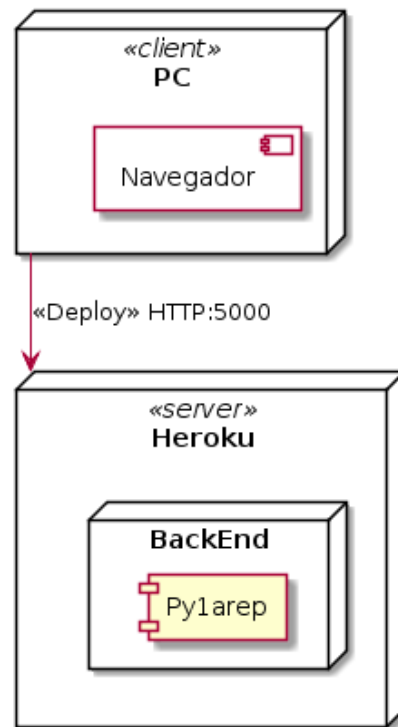 «client»
PC
Navegador
«Deploy» HTTP:5000
«server»
Heroku
BackEnd
Py1arep